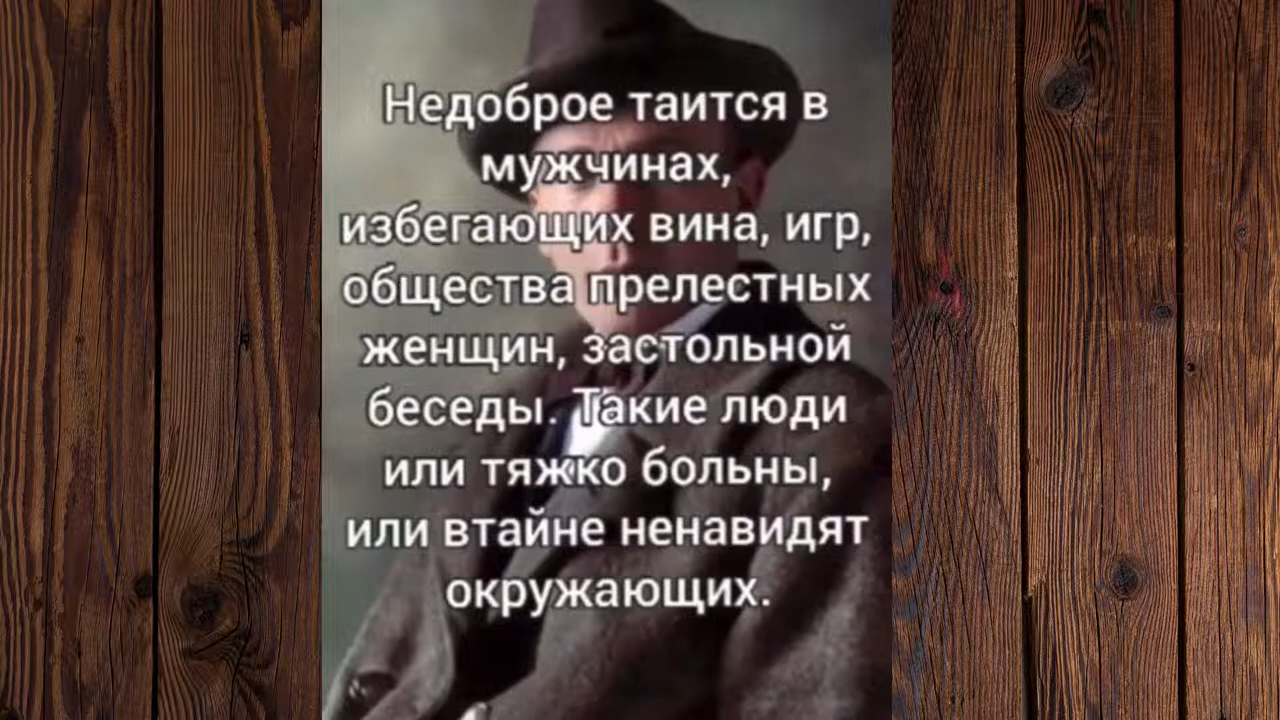 Недоброе таится в
мужчинах,
избегающих вина, игр,
общества прелестных
женщин, застольной
беседы. Такие люди
или тяжко больны,
или втайне ненавидят
окружающих.